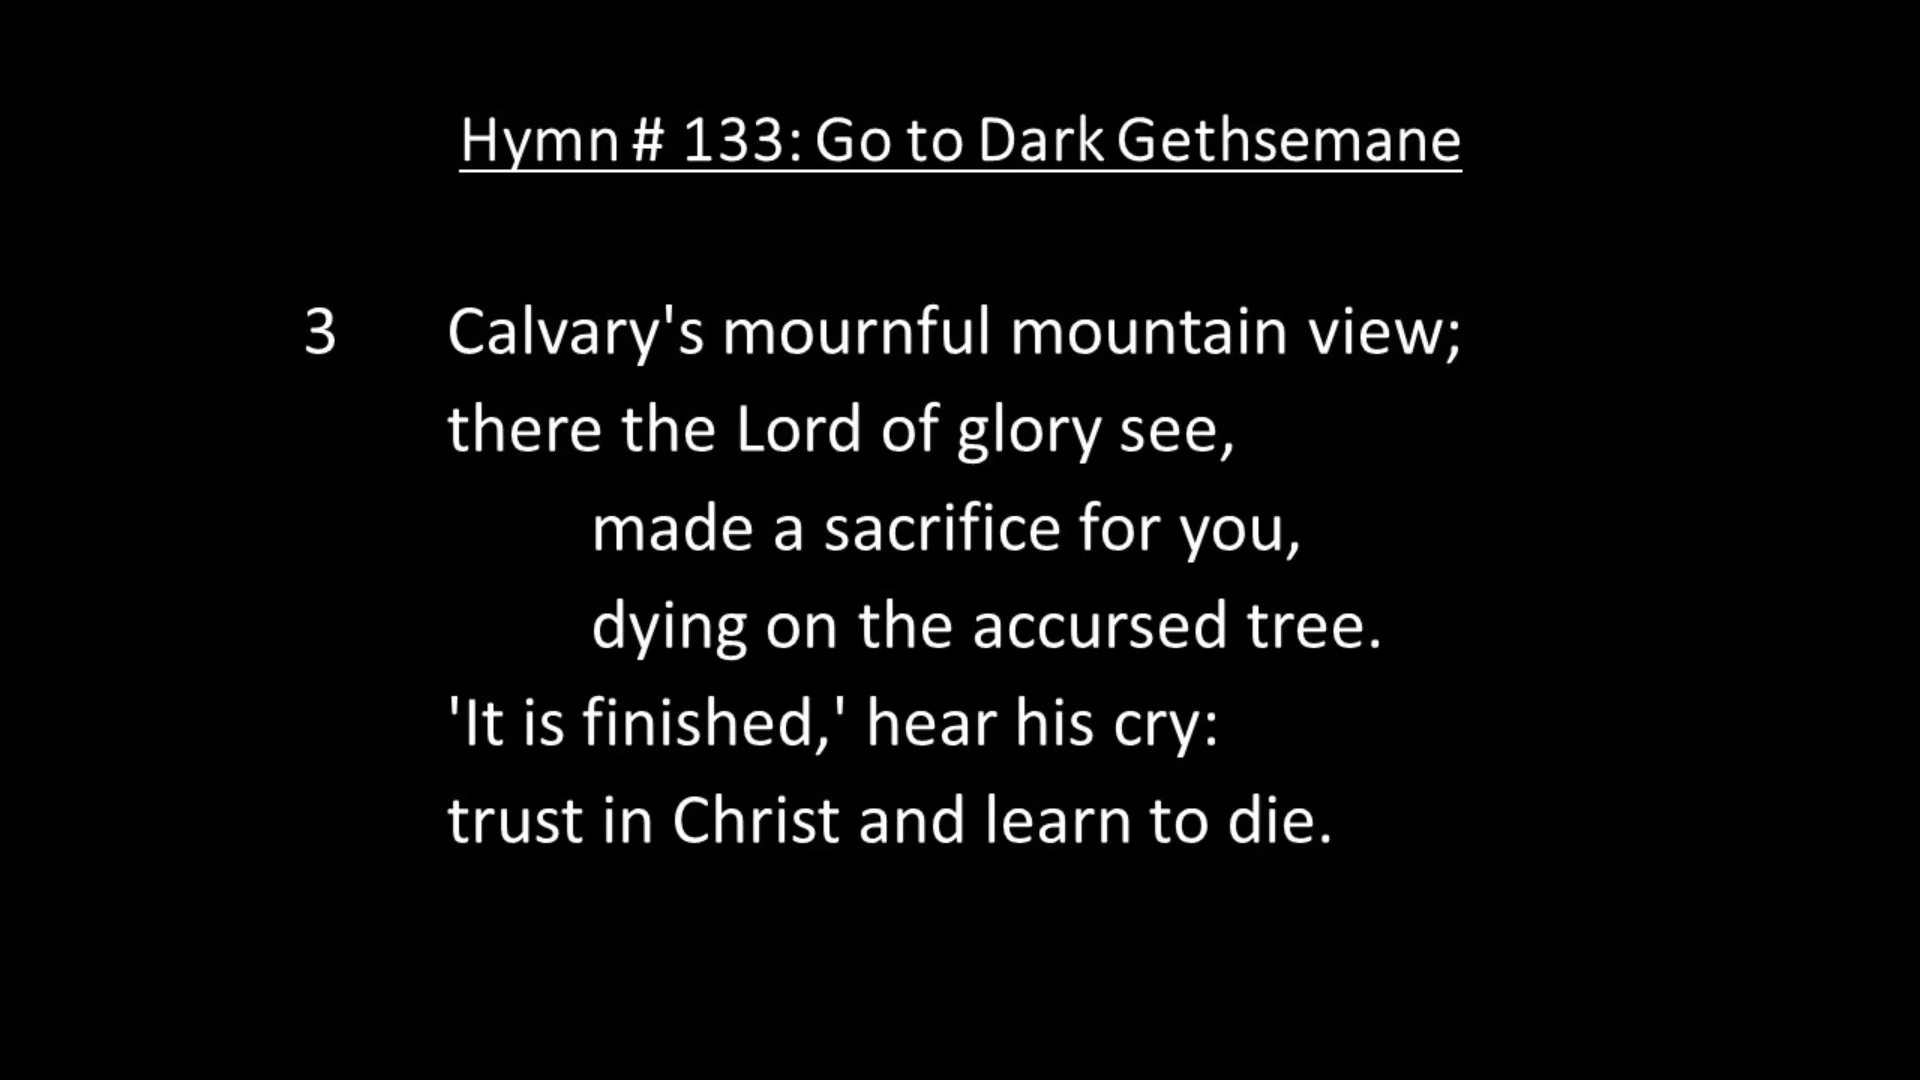 Hymn # 133: Go to Dark Gethsemane
3 Calvary's mournful mountain view;
there the Lord of glory see,
made a sacrifice for you,
dying on the accursed tree.
'It is finished,' hear his cry:
trust in Christ and learn to die.